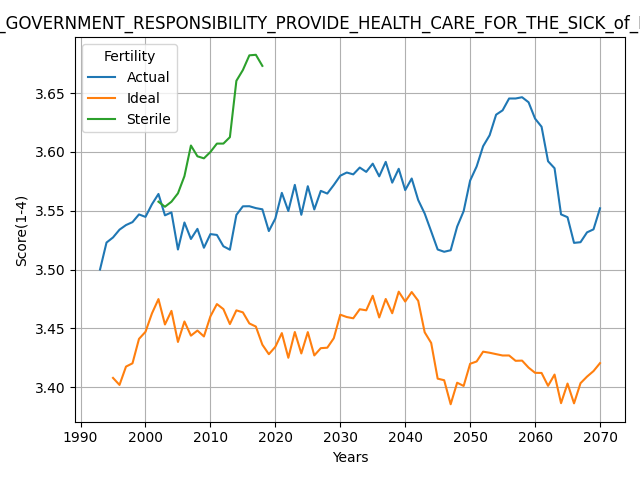 _GOVERNMENT_RESPONSIBILITY_PROVIDE_HEALTH_CARE_FOR_THE_SICK_of_
Fertility
Actual
Ideal
Sterile
Score(1-4)
3.65
3.60
3.55
3.50
3.45
3.40
1990 2000 2010 2020 2030 2040 2050 2060 2070
Years